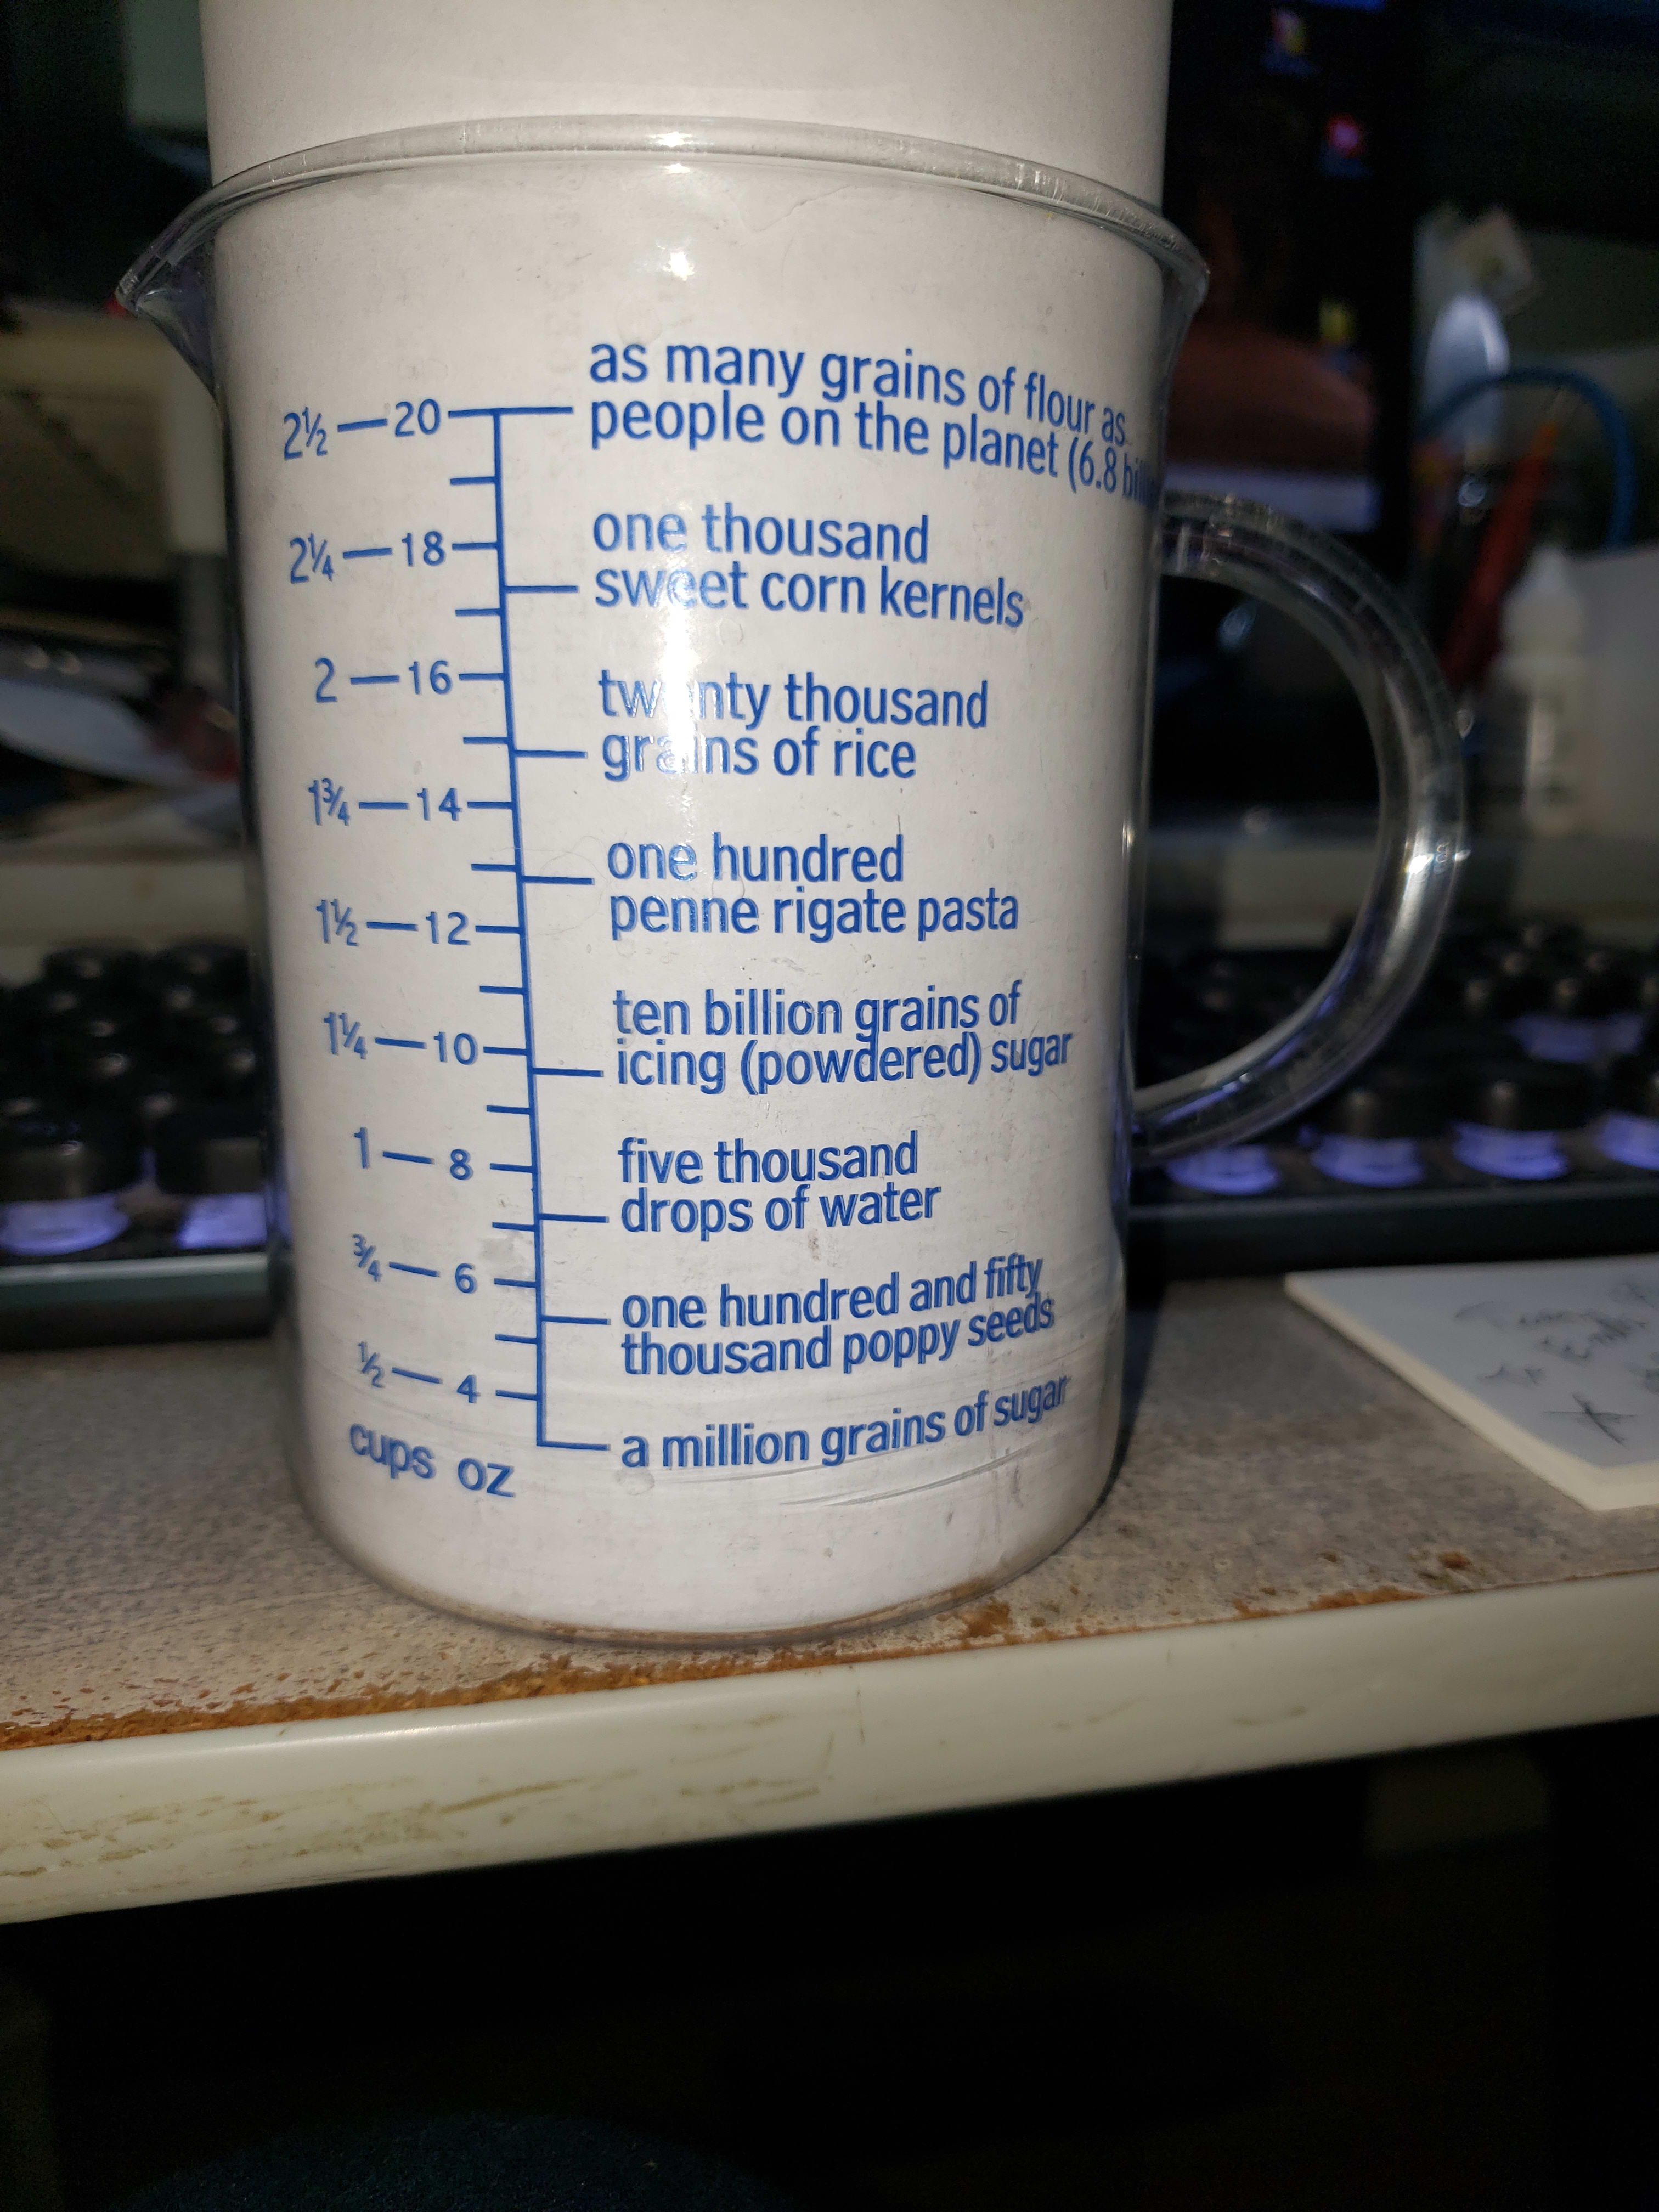 as many grains of flour as
2½ — 20 people on the planet (6.8
one thousand
2¼ — 18
sweet corn kernels
2 — 16 twenty thousand
grains of rice
1¾ — 14
one hundred
1½ — 12 penne rigate pasta
ten billion grains of
1¼ — 10 icing (powdered) sugar
1 — 8 five thousand
drops of water
¾ — 6 one hundred and fifty
thousand poppy seeds
½ — 4
a million grains of sugar
cups oz